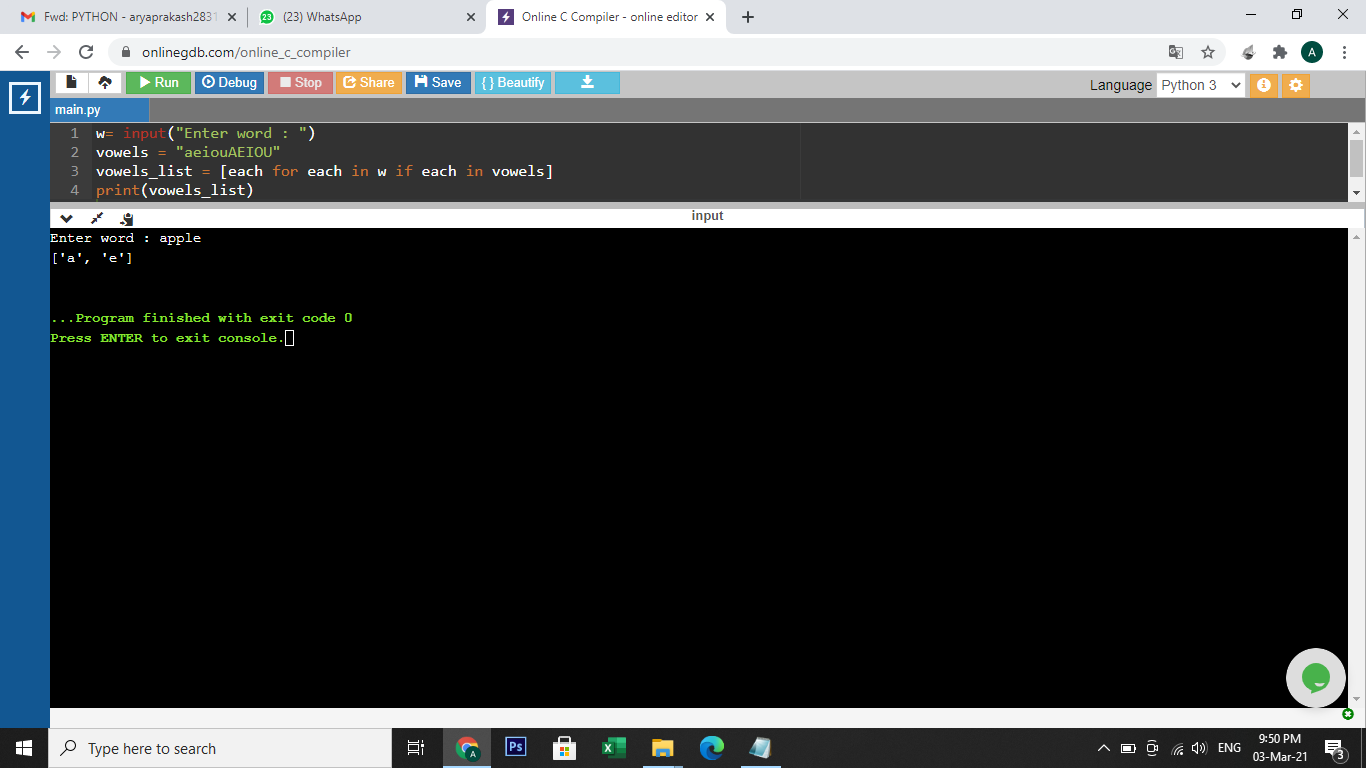 Fwd: PYTHON - aryaprakash2831
23 (23) WhatsApp
Online C Compiler - online editor
onlinegdb.com/online_c_compiler
A
Run Debug Stop Share Save { } Beautify
Language Python 3
main.py
1 w= input("Enter word : ")
2 vowels = "aeiouAEIOU"
3 vowels_list = [each for each in w if each in vowels]
4 print(vowels_list)
input
Enter word : apple
['a', 'e']
...Program finished with exit code 0
Press ENTER to exit console.
Type here to search
A
Ps
X
ENG
9:50 PM
03-Mar-21
3